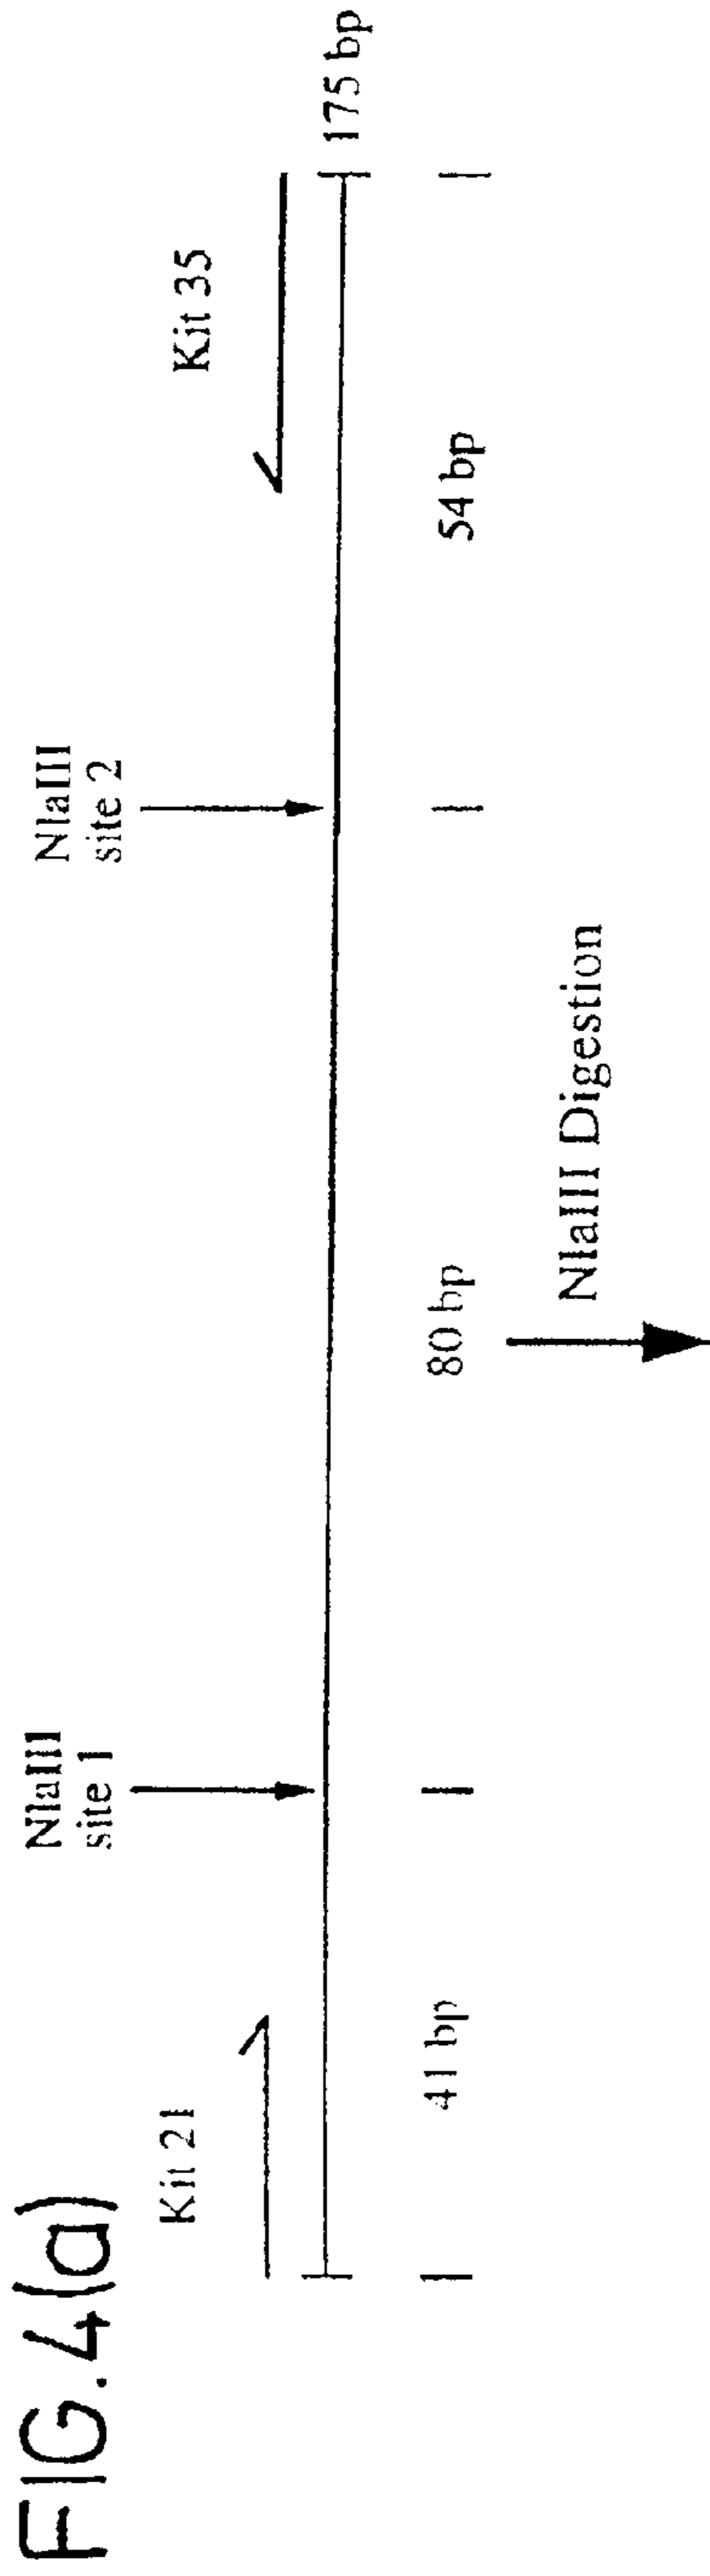 FIG. 4(a)
NlaIII
site 1
NlaIII
site 2
Kit 21
Kit 35
175 bp
41 bp
80 bp
54 bp
NlaIII Digestion